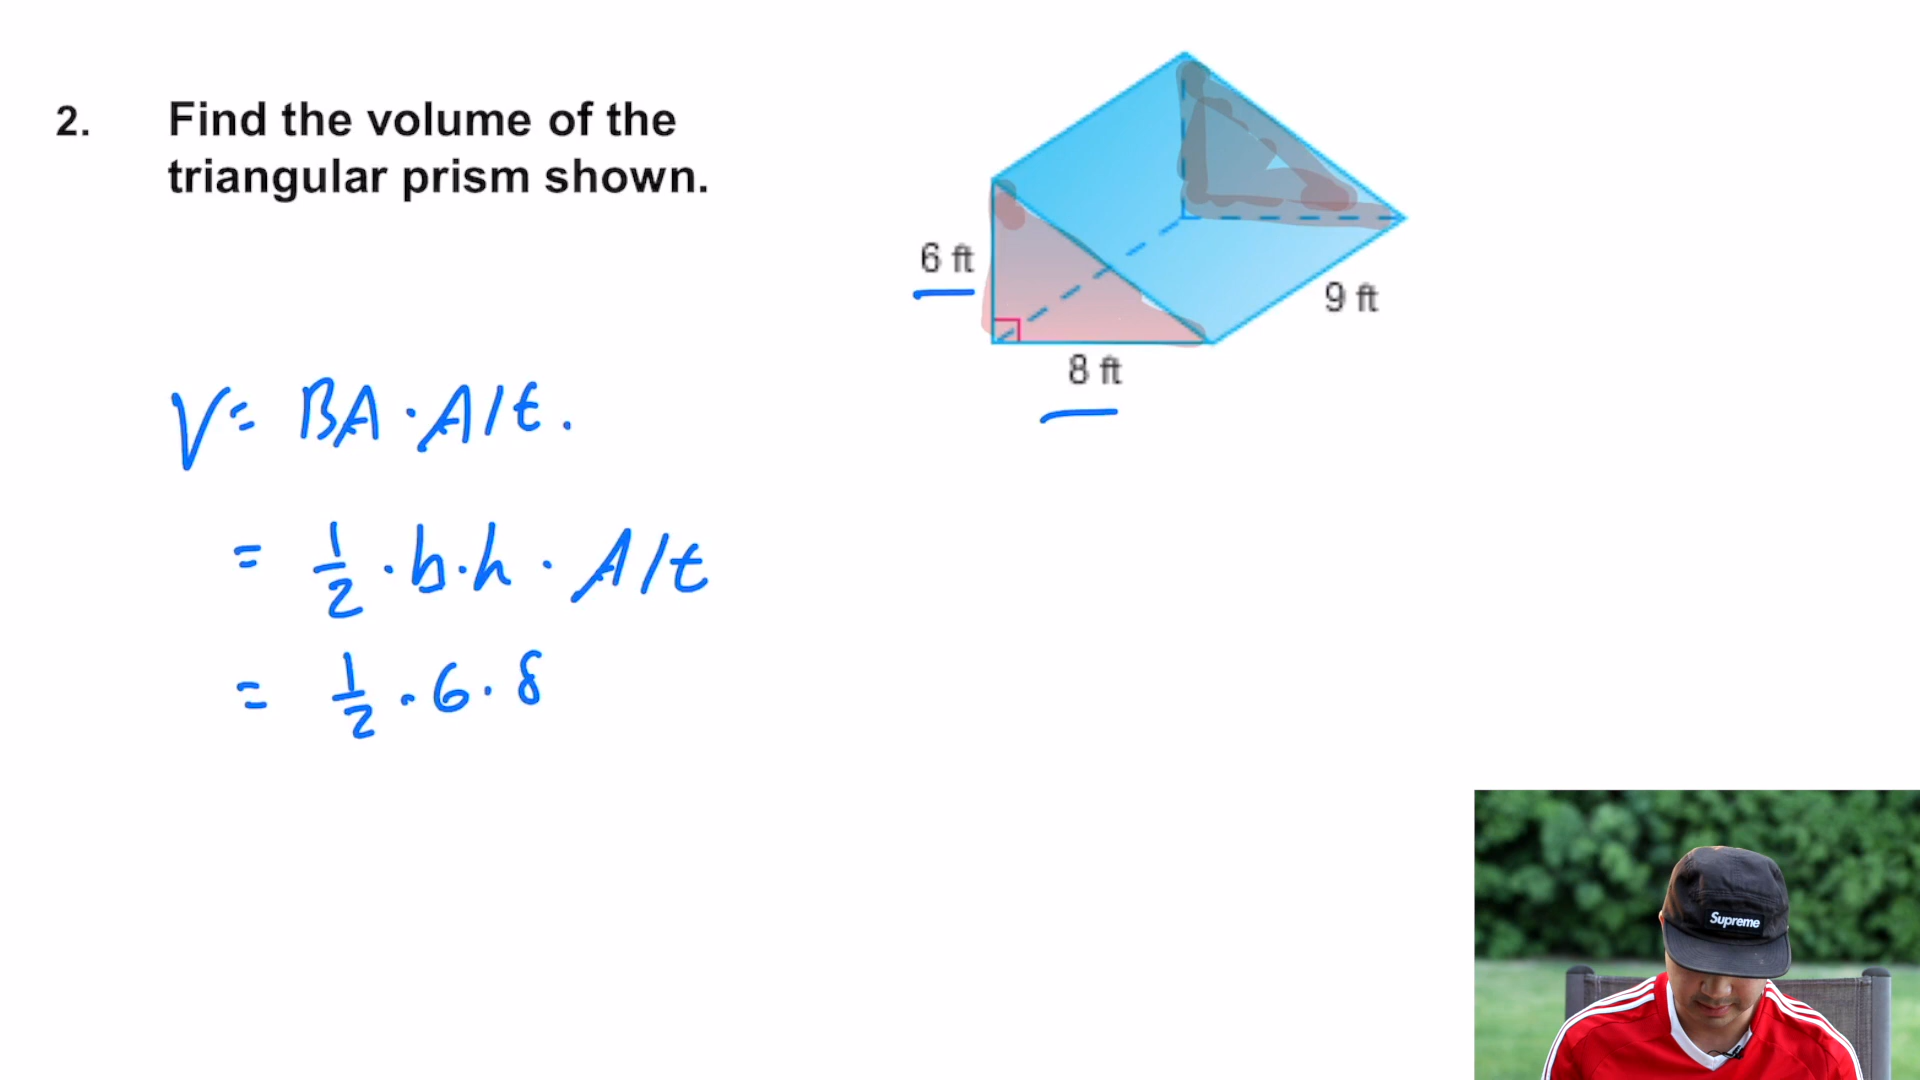 2. Find the volume of the
triangular prism shown.
6 ft
9 ft
8 ft
V = BA · Alt.
= 1/2 · b · h · Alt
= 1/2 · 6 · 8
Supreme